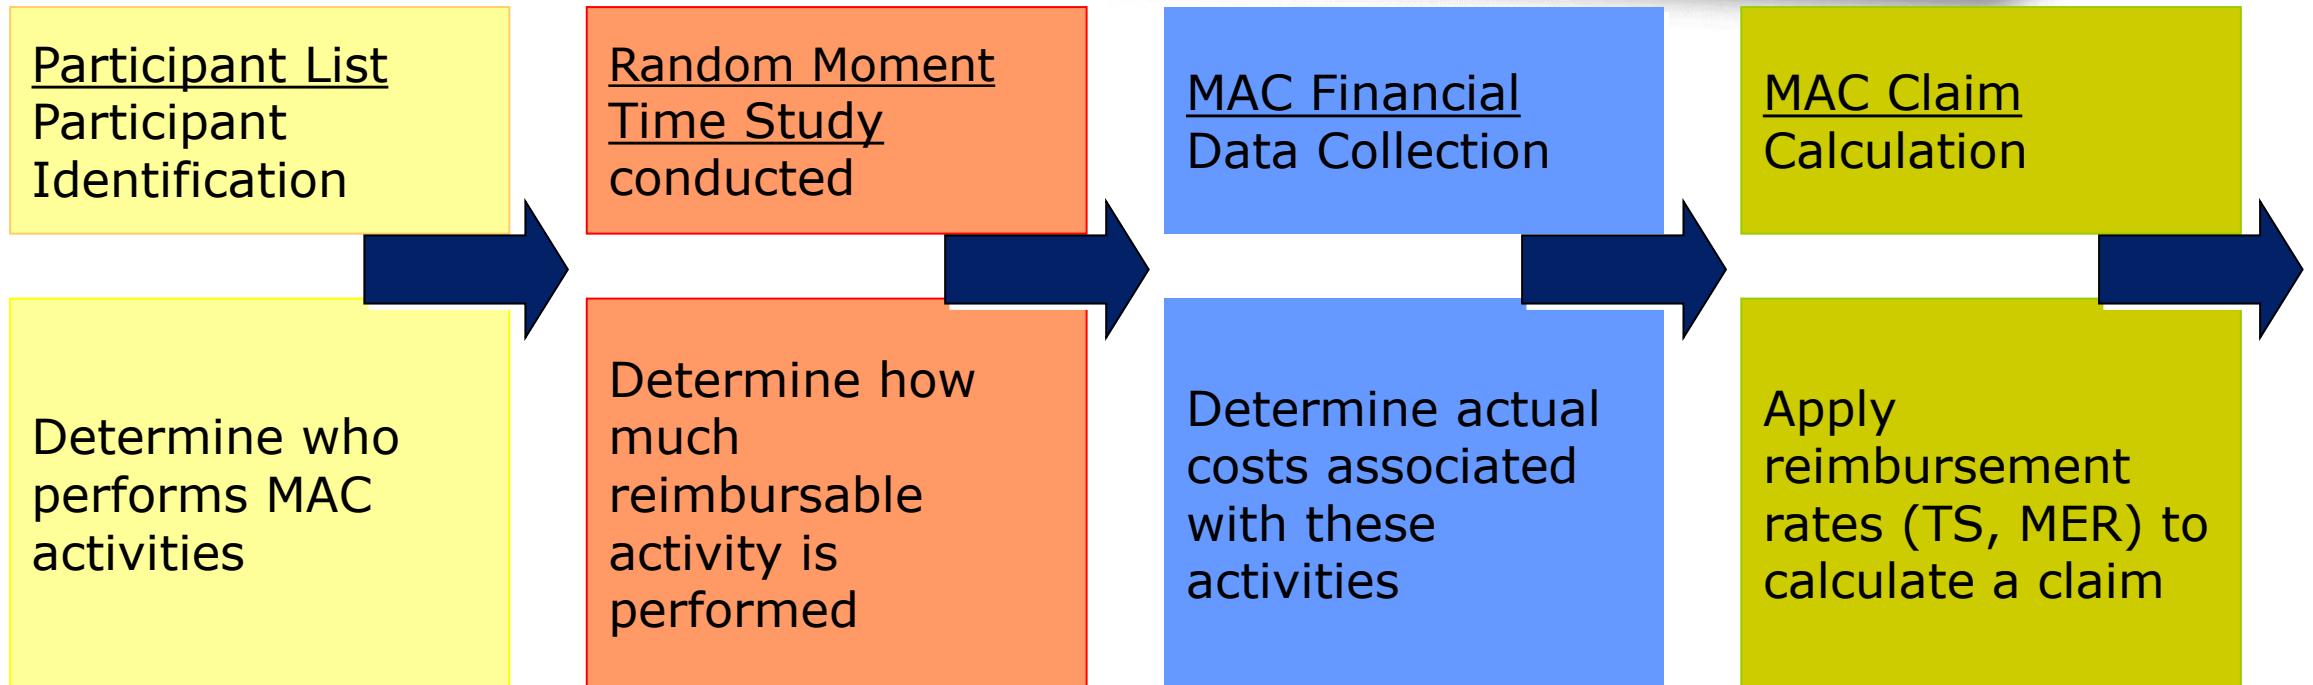 Participant List
Participant
Identification
Determine who
performs MAC
activities
Random Moment
Time Study
conducted
Determine how
much
reimbursable
activity is
performed
MAC Financial
Data Collection
Determine actual
costs associated
with these
activities
MAC Claim
Calculation
Apply
reimbursement
rates (TS, MER) to
calculate a claim